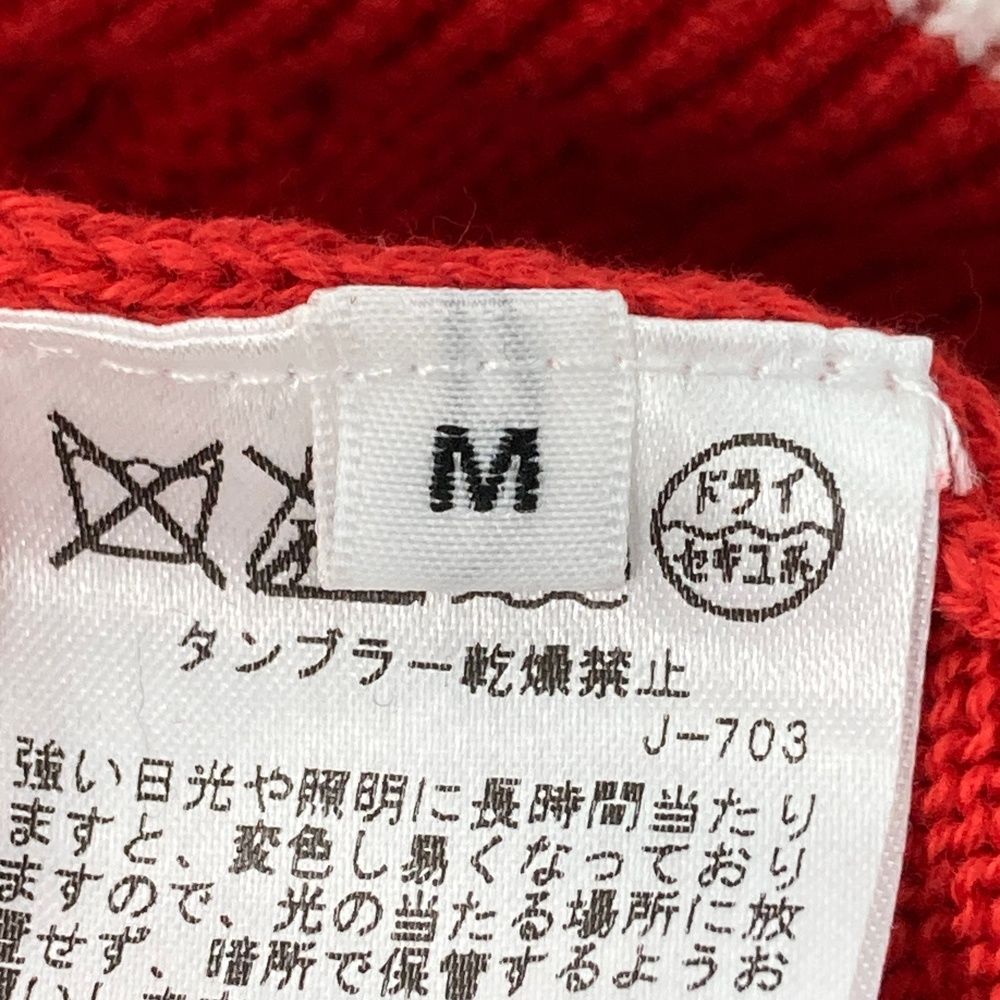 M
ドライ
セキユ系
タンブラー乾燥禁止
J-703
強い日光や照明に長時間当たり
ますと、変色し易くなっており
ますので、光の当たる場所に放
せず、暗所で保管するようお